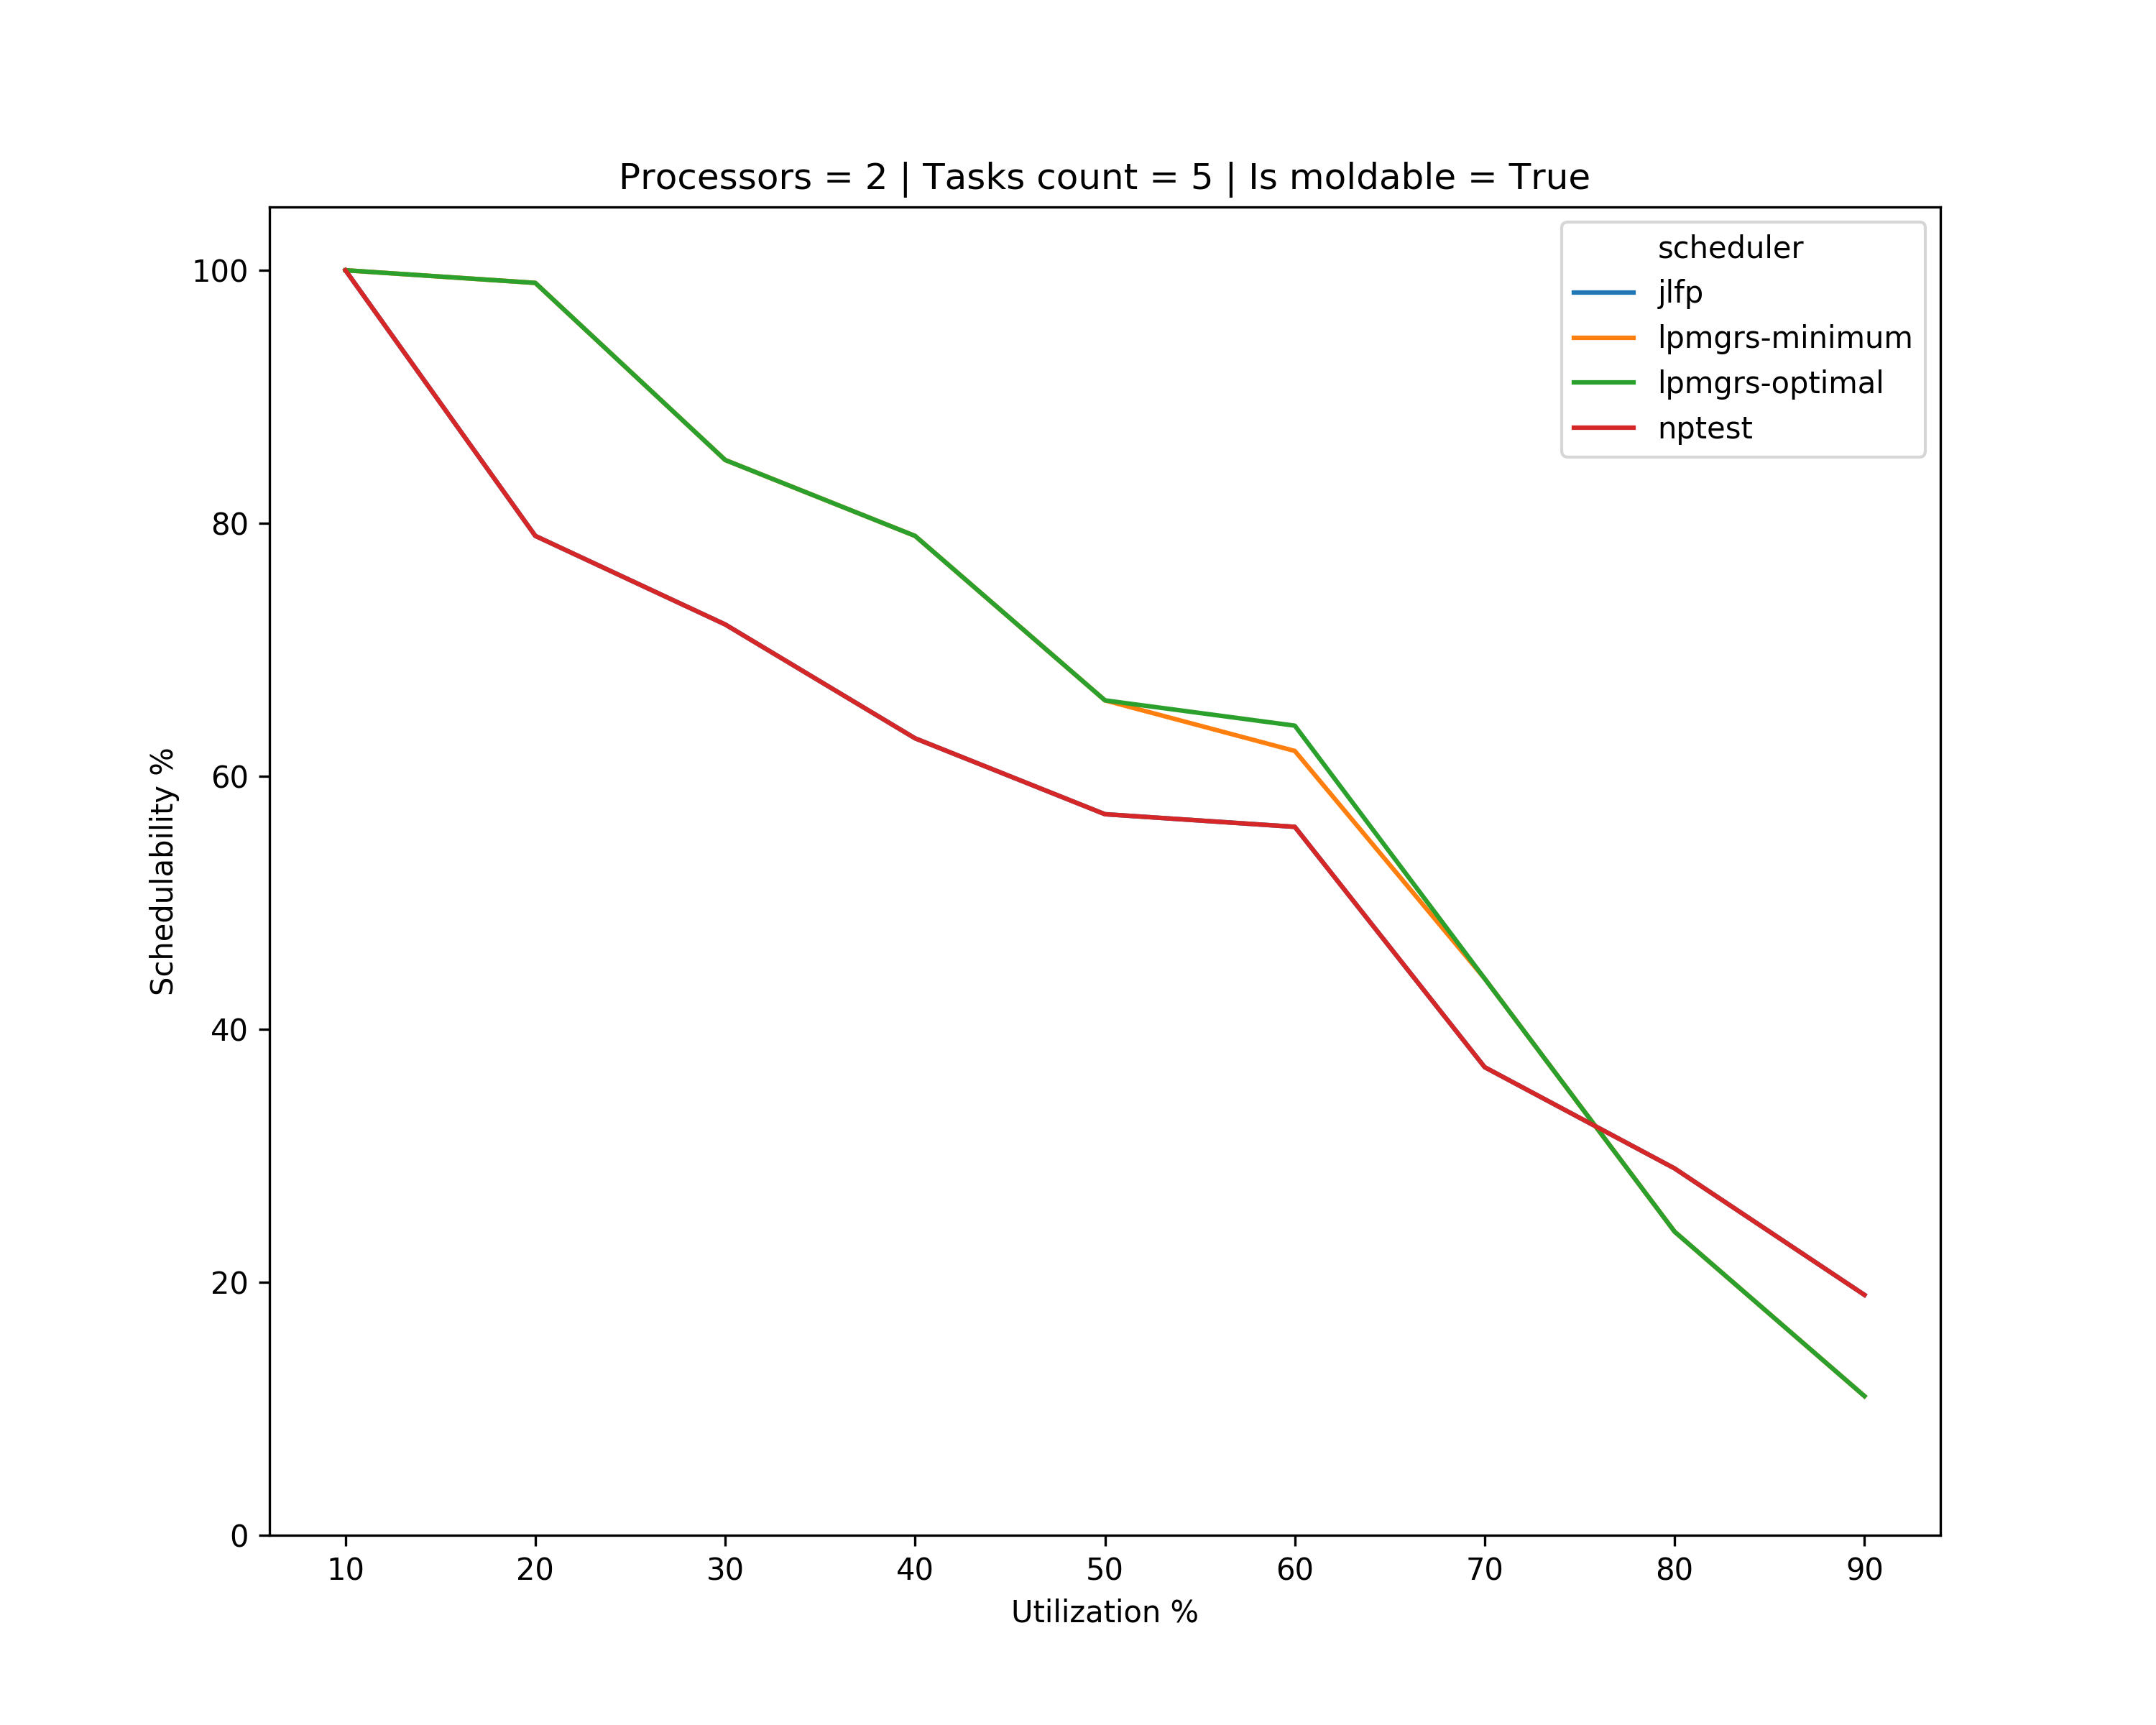 Processors = 2 | Tasks count = 5 | Is moldable = True
scheduler
jlfp
lpmgrs-minimum
lpmgrs-optimal
nptest
Schedulability %
100
80
60
40
20
0
10 20 30 40 50 60 70 80 90
Utilization %